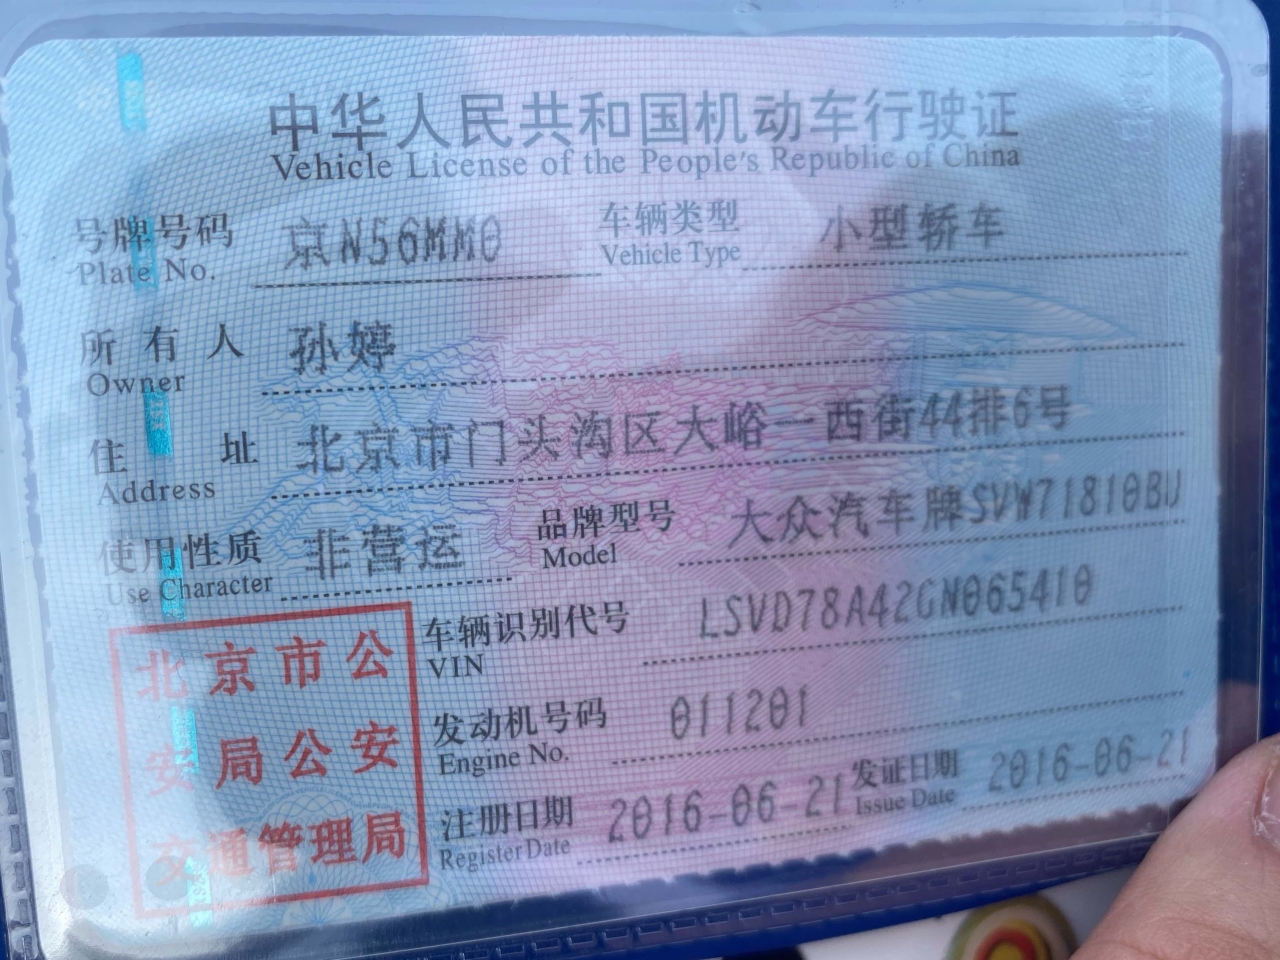 中华人民共和国机动车行驶证
Vehicle License of the People's Republic of China
号牌号码 京N56MM0 车辆类型 小型轿车
Plate No. Vehicle Type
所有人 孙婷
Owner
住址 北京市门头沟区大峪一西街44排6号
Address
使用性质 非营运 品牌型号 大众汽车牌SVW71810BU
Use Character Model
车辆识别代号 LSVD78A42GN065410
VIN
发动机号码 011201
Engine No.
注册日期 2016-06-21 发证日期 2016-06-21
Register Date Issue Date
北京市公
安局公安
交通管理局